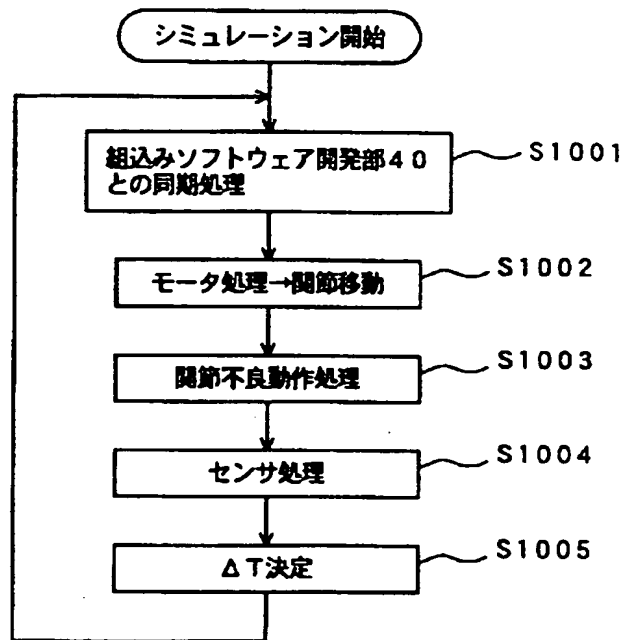 シミュレーション開始
組込みソフトウェア開発部40
との同期処理
S1001
モータ処理→関節移動
S1002
関節不良動作処理
S1003
センサ処理
S1004
ΔT決定
S1005